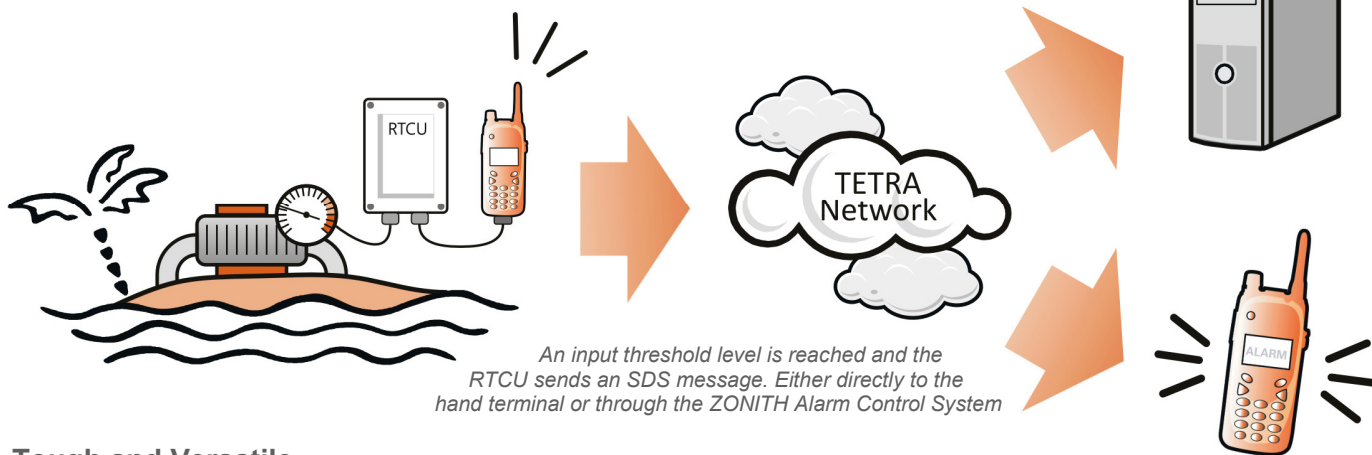 RTCU
TETRA
Network
ALARM
An input threshold level is reached and the
RTCU sends an SDS message. Either directly to the
hand terminal or through the ZONITH Alarm Control System